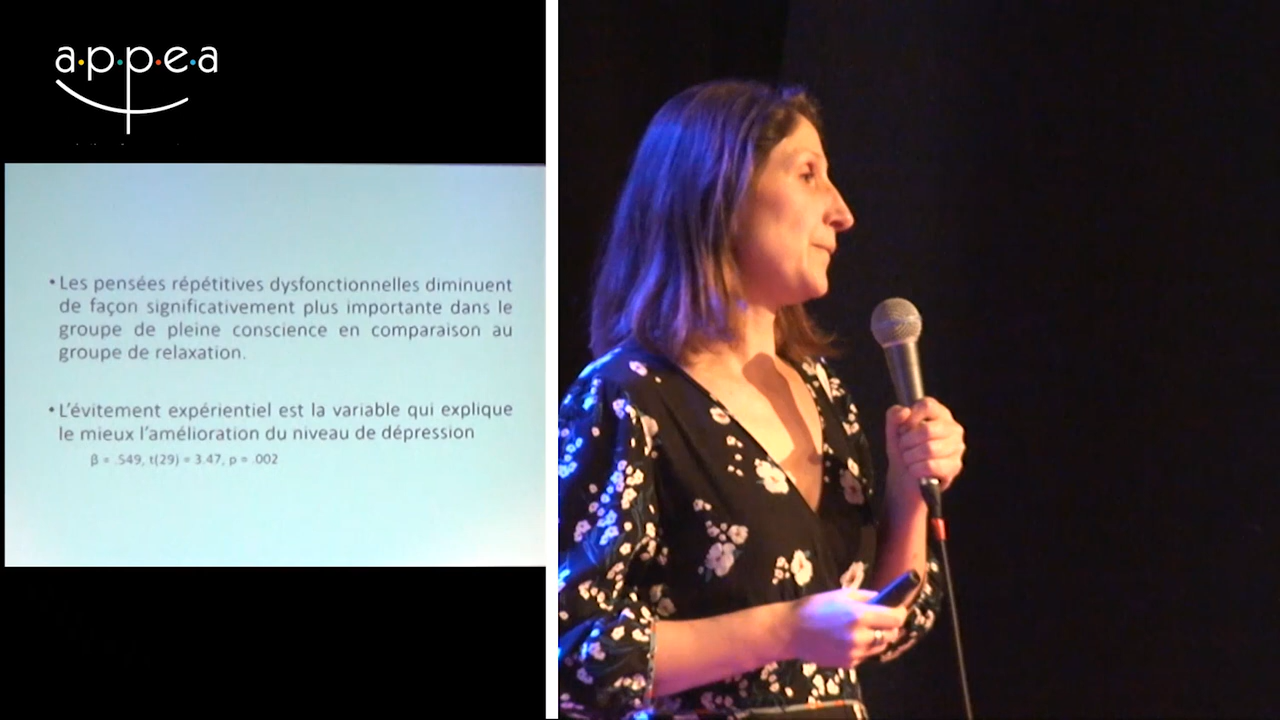 a·p·p·e·a
• Les pensées répétitives dysfonctionnelles diminuent
de façon significativement plus importante dans le
groupe de pleine conscience en comparaison au
groupe de relaxation.
• L’évitement expérientiel est la variable qui explique
le mieux l’amélioration du niveau de dépression
β = .549, t(29) = 3.47, p = .002